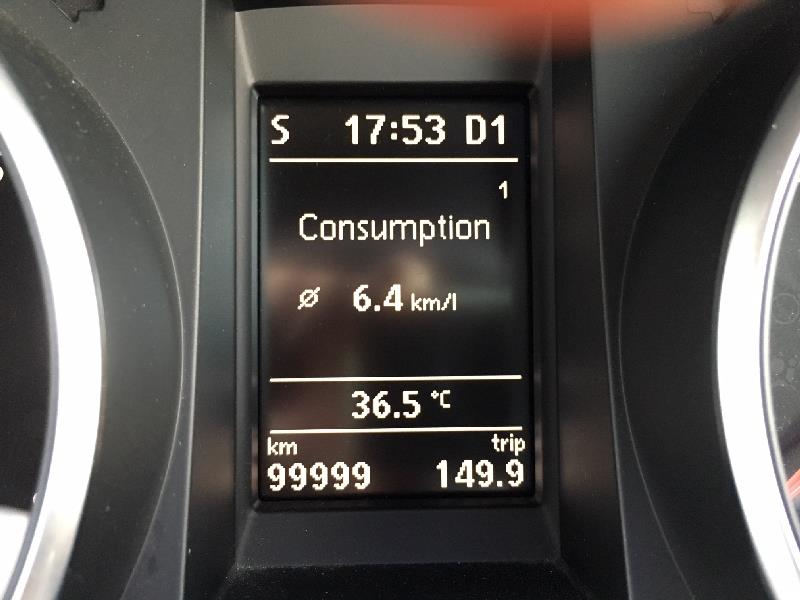 S 17:53 D1
1
Consumption
ø 6.4 km/l
36.5 °C
km trip
99999 149.9